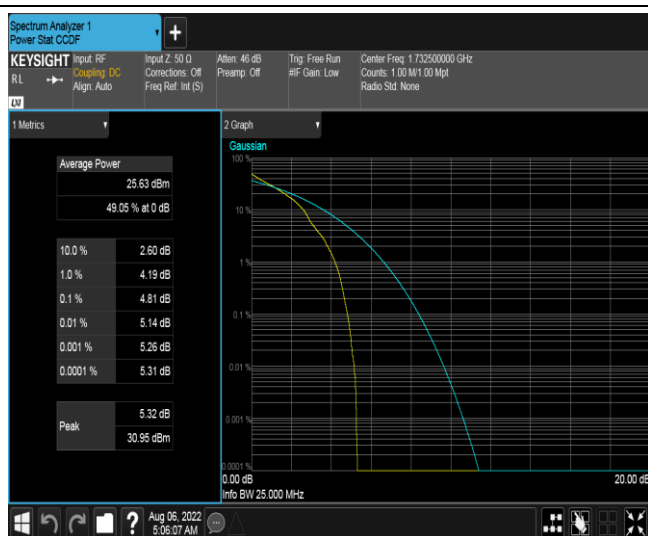 Spectrum Analyzer 1
Power Stat CCDF
KEYSIGHT
RL
LXI
Input: RF
Coupling: DC
Align: Auto
Input Z: 50 Ω
Corrections: Off
Freq Ref: Int (S)
Atten: 46 dB
Preamp: Off
Trig: Free Run
#IF Gain: Low
Center Freq: 1.732500000 GHz
Counts: 1.00 M/1.00 Mpt
Radio Std: None
1 Metrics
Average Power
25.63 dBm
49.05 % at 0 dB
10.0 % 2.60 dB
1.0 % 4.19 dB
0.1 % 4.81 dB
0.01 % 5.14 dB
0.001 % 5.26 dB
0.0001 % 5.31 dB
Peak
5.32 dB
30.95 dBm
2 Graph
Gaussian
100 %
10 %
1 %
0.1 %
0.01 %
0.001 %
0.0001 %
0.00 dB
20.00 dB
Info BW 25.000 MHz
?
Aug 06, 2022
5:06:07 AM